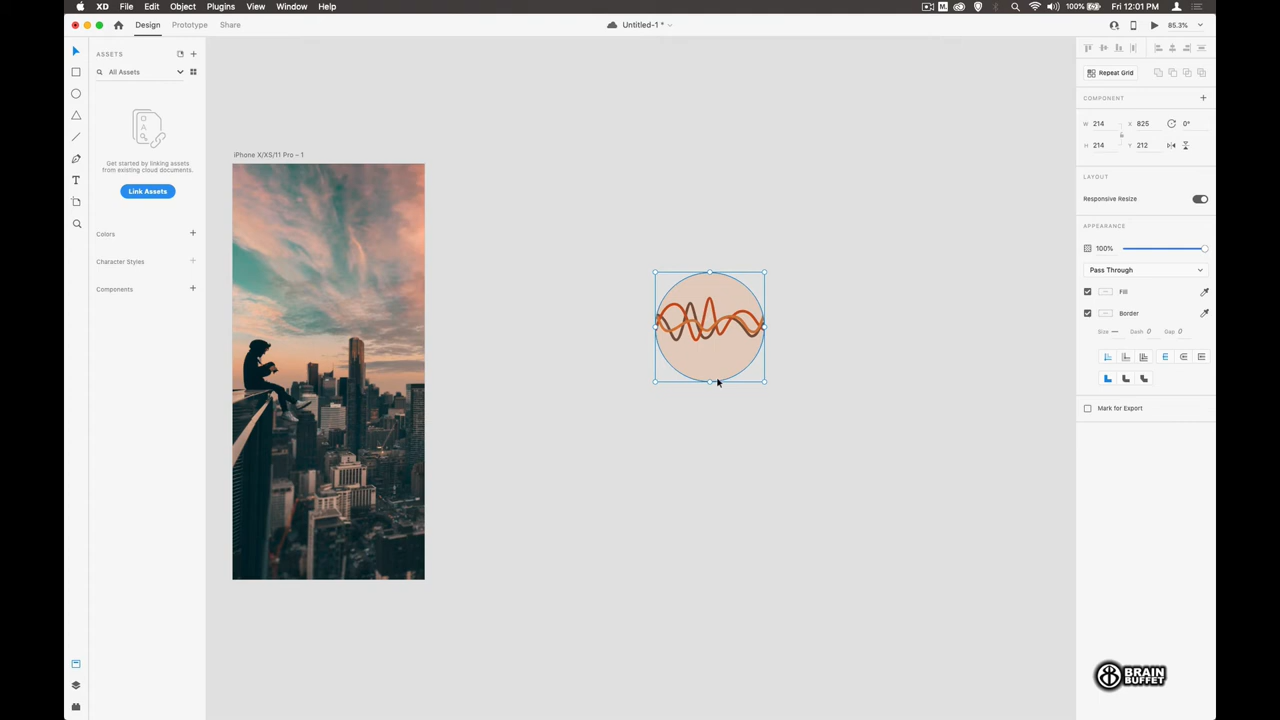 XD File Edit Object Plugins View Window Help
100% Fri 12:01 PM
Design Prototype Share
Untitled-1 *
85.3%
ASSETS
All Assets
O A
Get started by linking assets
from existing cloud documents.
Link Assets
Colors
Character Styles
Components
iPhone X/XS/11 Pro – 1
Repeat Grid
COMPONENT
W 214 X 825 0°
H 214 Y 212
LAYOUT
Responsive Resize
APPEARANCE
100%
Pass Through
Fill
Border
Size — Dash 0 Gap 0
Mark for Export
BRAIN
BUFFET